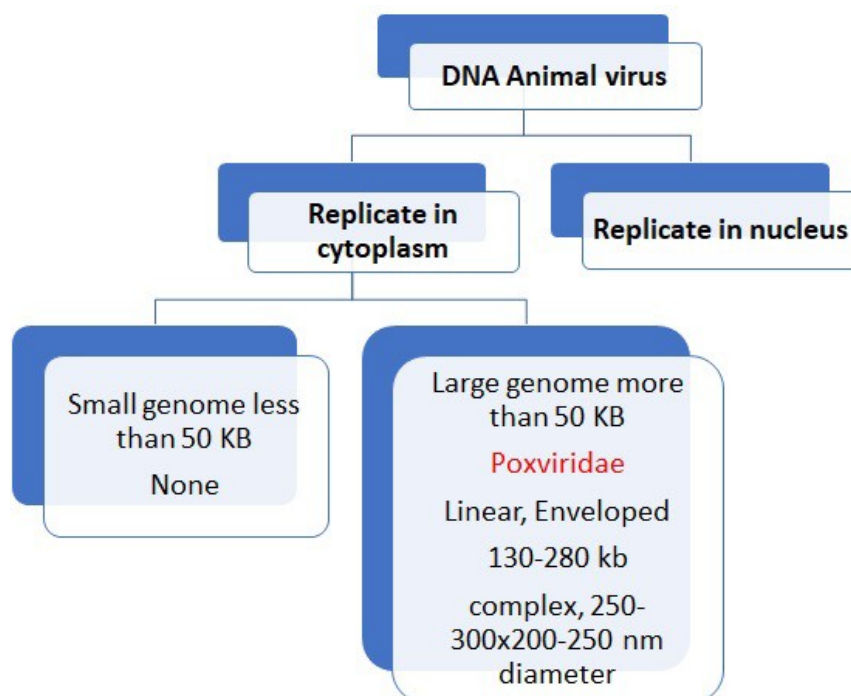 DNA Animal virus
Replicate in
cytoplasm
Replicate in nucleus
Small genome less
than 50 KB
None
Large genome more
than 50 KB
Poxviridae
Linear, Enveloped
130-280 kb
complex, 250-
300x200-250 nm
diameter